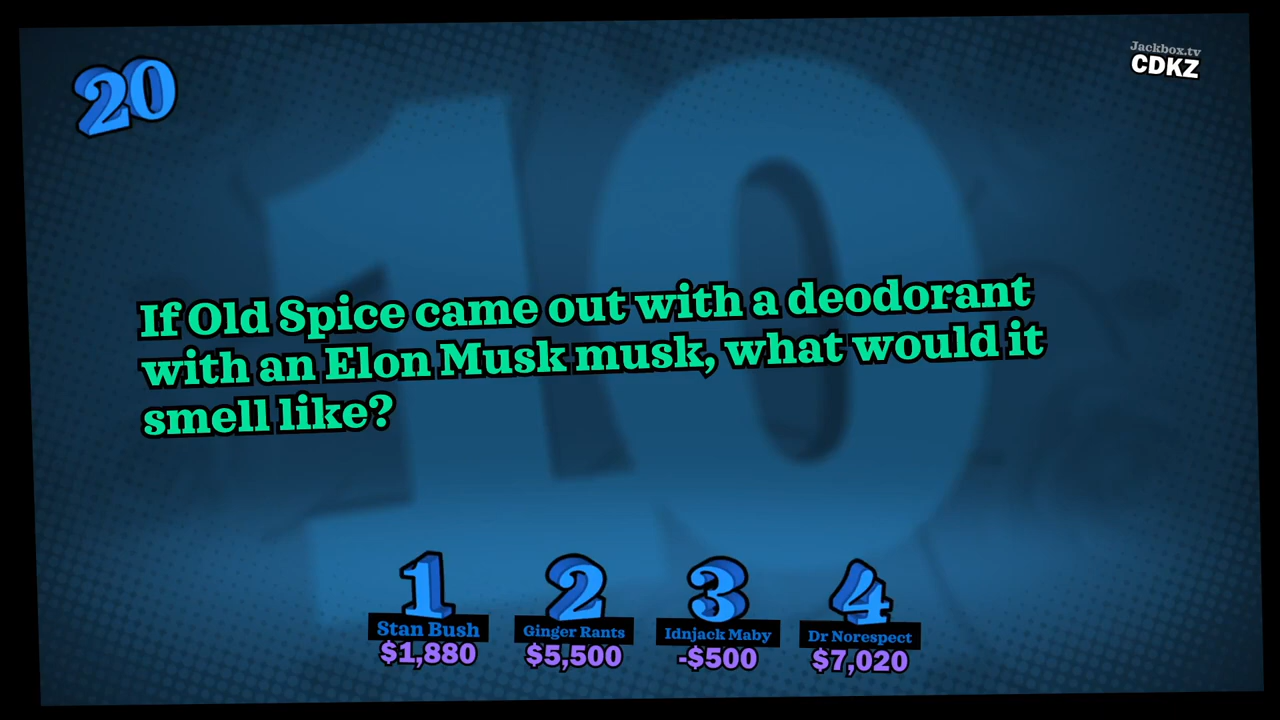 20
Jackbox.tv
CDKZ
10
If Old Spice came out with a deodorant
with an Elon Musk musk, what would it
smell like?
1
Stan Bush
$1,880
2
Ginger Rants
$5,500
3
Idnjack Maby
-$500
4
Dr Norespect
$7,020